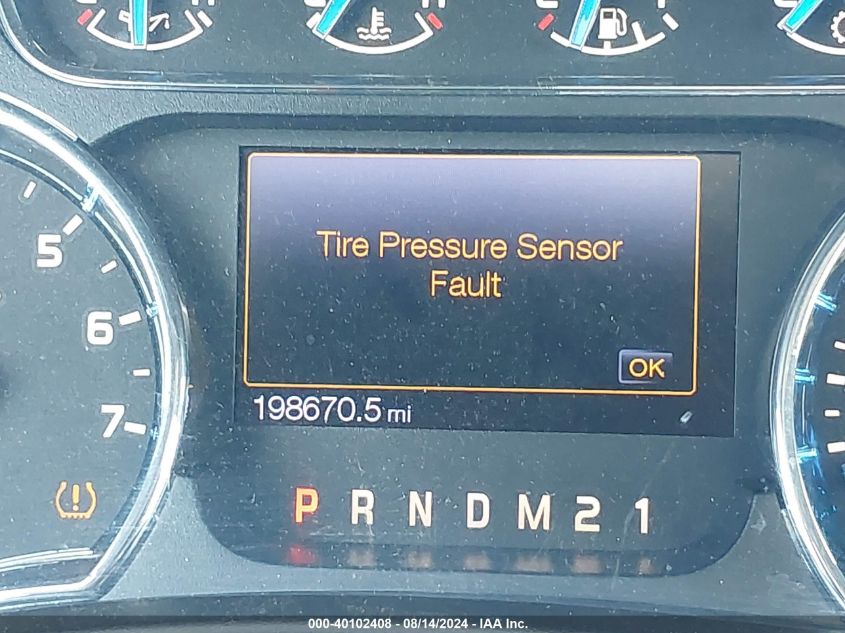 Tire Pressure Sensor
Fault
OK
198670.5 mi
5
6
7
P R N D M 2 1
000-40102408 - 08/14/2024 - IAA Inc.